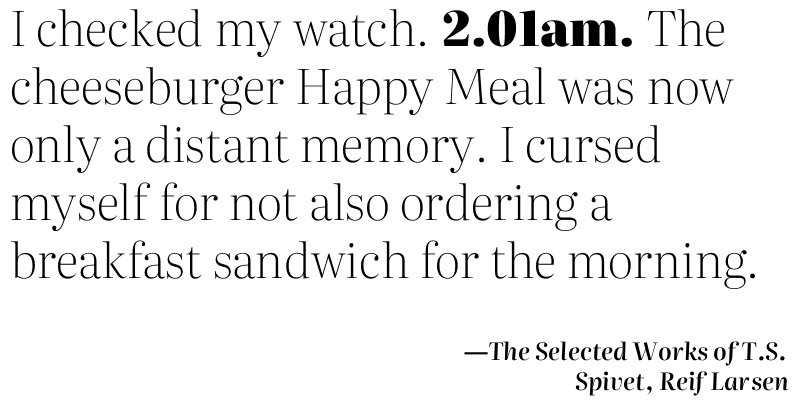 I checked my watch. 2.01am. The
cheeseburger Happy Meal was now
only a distant memory. I cursed
myself for not also ordering a
breakfast sandwich for the morning.
—The Selected Works of T.S.
Spivet, Reif Larsen